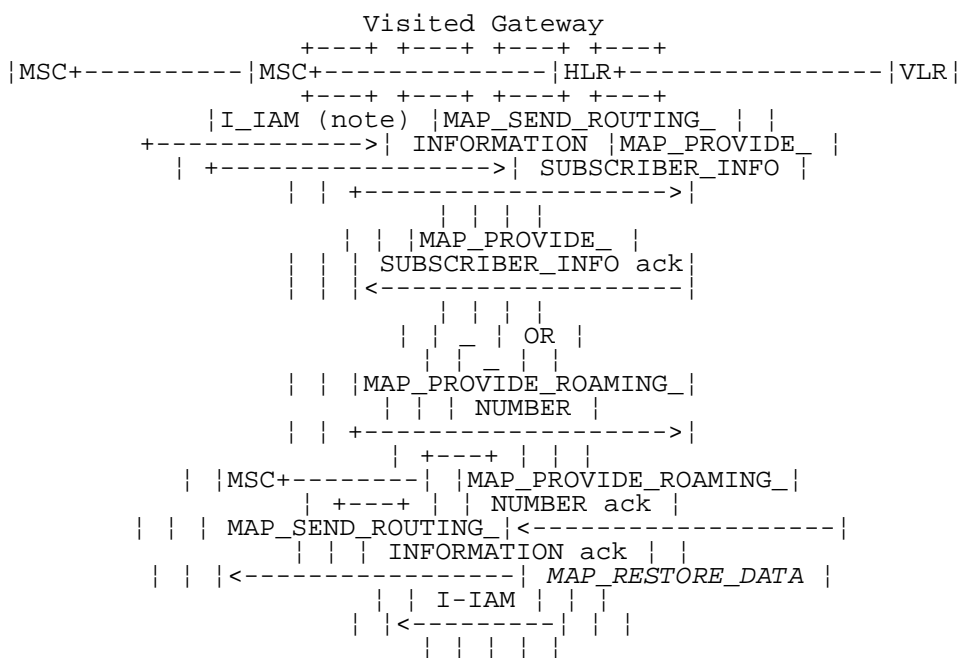 Visited Gateway
+---+ +---+ +---+ +---+
¦MSC+----------¦MSC+--------------¦HLR+----------------¦VLR¦
+---+ +---+ +---+ +---+
¦I_IAM (note) ¦MAP_SEND_ROUTING_ ¦ ¦
+------------->¦ INFORMATION ¦MAP_PROVIDE_ ¦
¦ +----------------->¦ SUBSCRIBER_INFO ¦
¦ ¦ +------------------->¦
¦ ¦ ¦ ¦
¦ ¦ ¦MAP_PROVIDE_ ¦
¦ ¦ ¦ SUBSCRIBER_INFO ack¦
¦ ¦ ¦<-------------------¦
¦ ¦ ¦ ¦
¦ ¦ _ ¦ OR ¦
¦ ¦ _ ¦ ¦
¦ ¦ ¦MAP_PROVIDE_ROAMING_¦
¦ ¦ ¦ NUMBER ¦
¦ ¦ +------------------->¦
¦ +---+ ¦ ¦ ¦
¦ ¦MSC+--------¦ ¦MAP_PROVIDE_ROAMING_¦
¦ +---+ ¦ ¦ NUMBER ack ¦
¦ ¦ ¦ MAP_SEND_ROUTING_¦<-------------------¦
¦ ¦ ¦ INFORMATION ack ¦ ¦
¦ ¦ ¦<-----------------¦ MAP_RESTORE_DATA ¦
¦ ¦ I-IAM ¦ ¦ ¦
¦ ¦<---------¦ ¦ ¦
¦ ¦ ¦ ¦ ¦